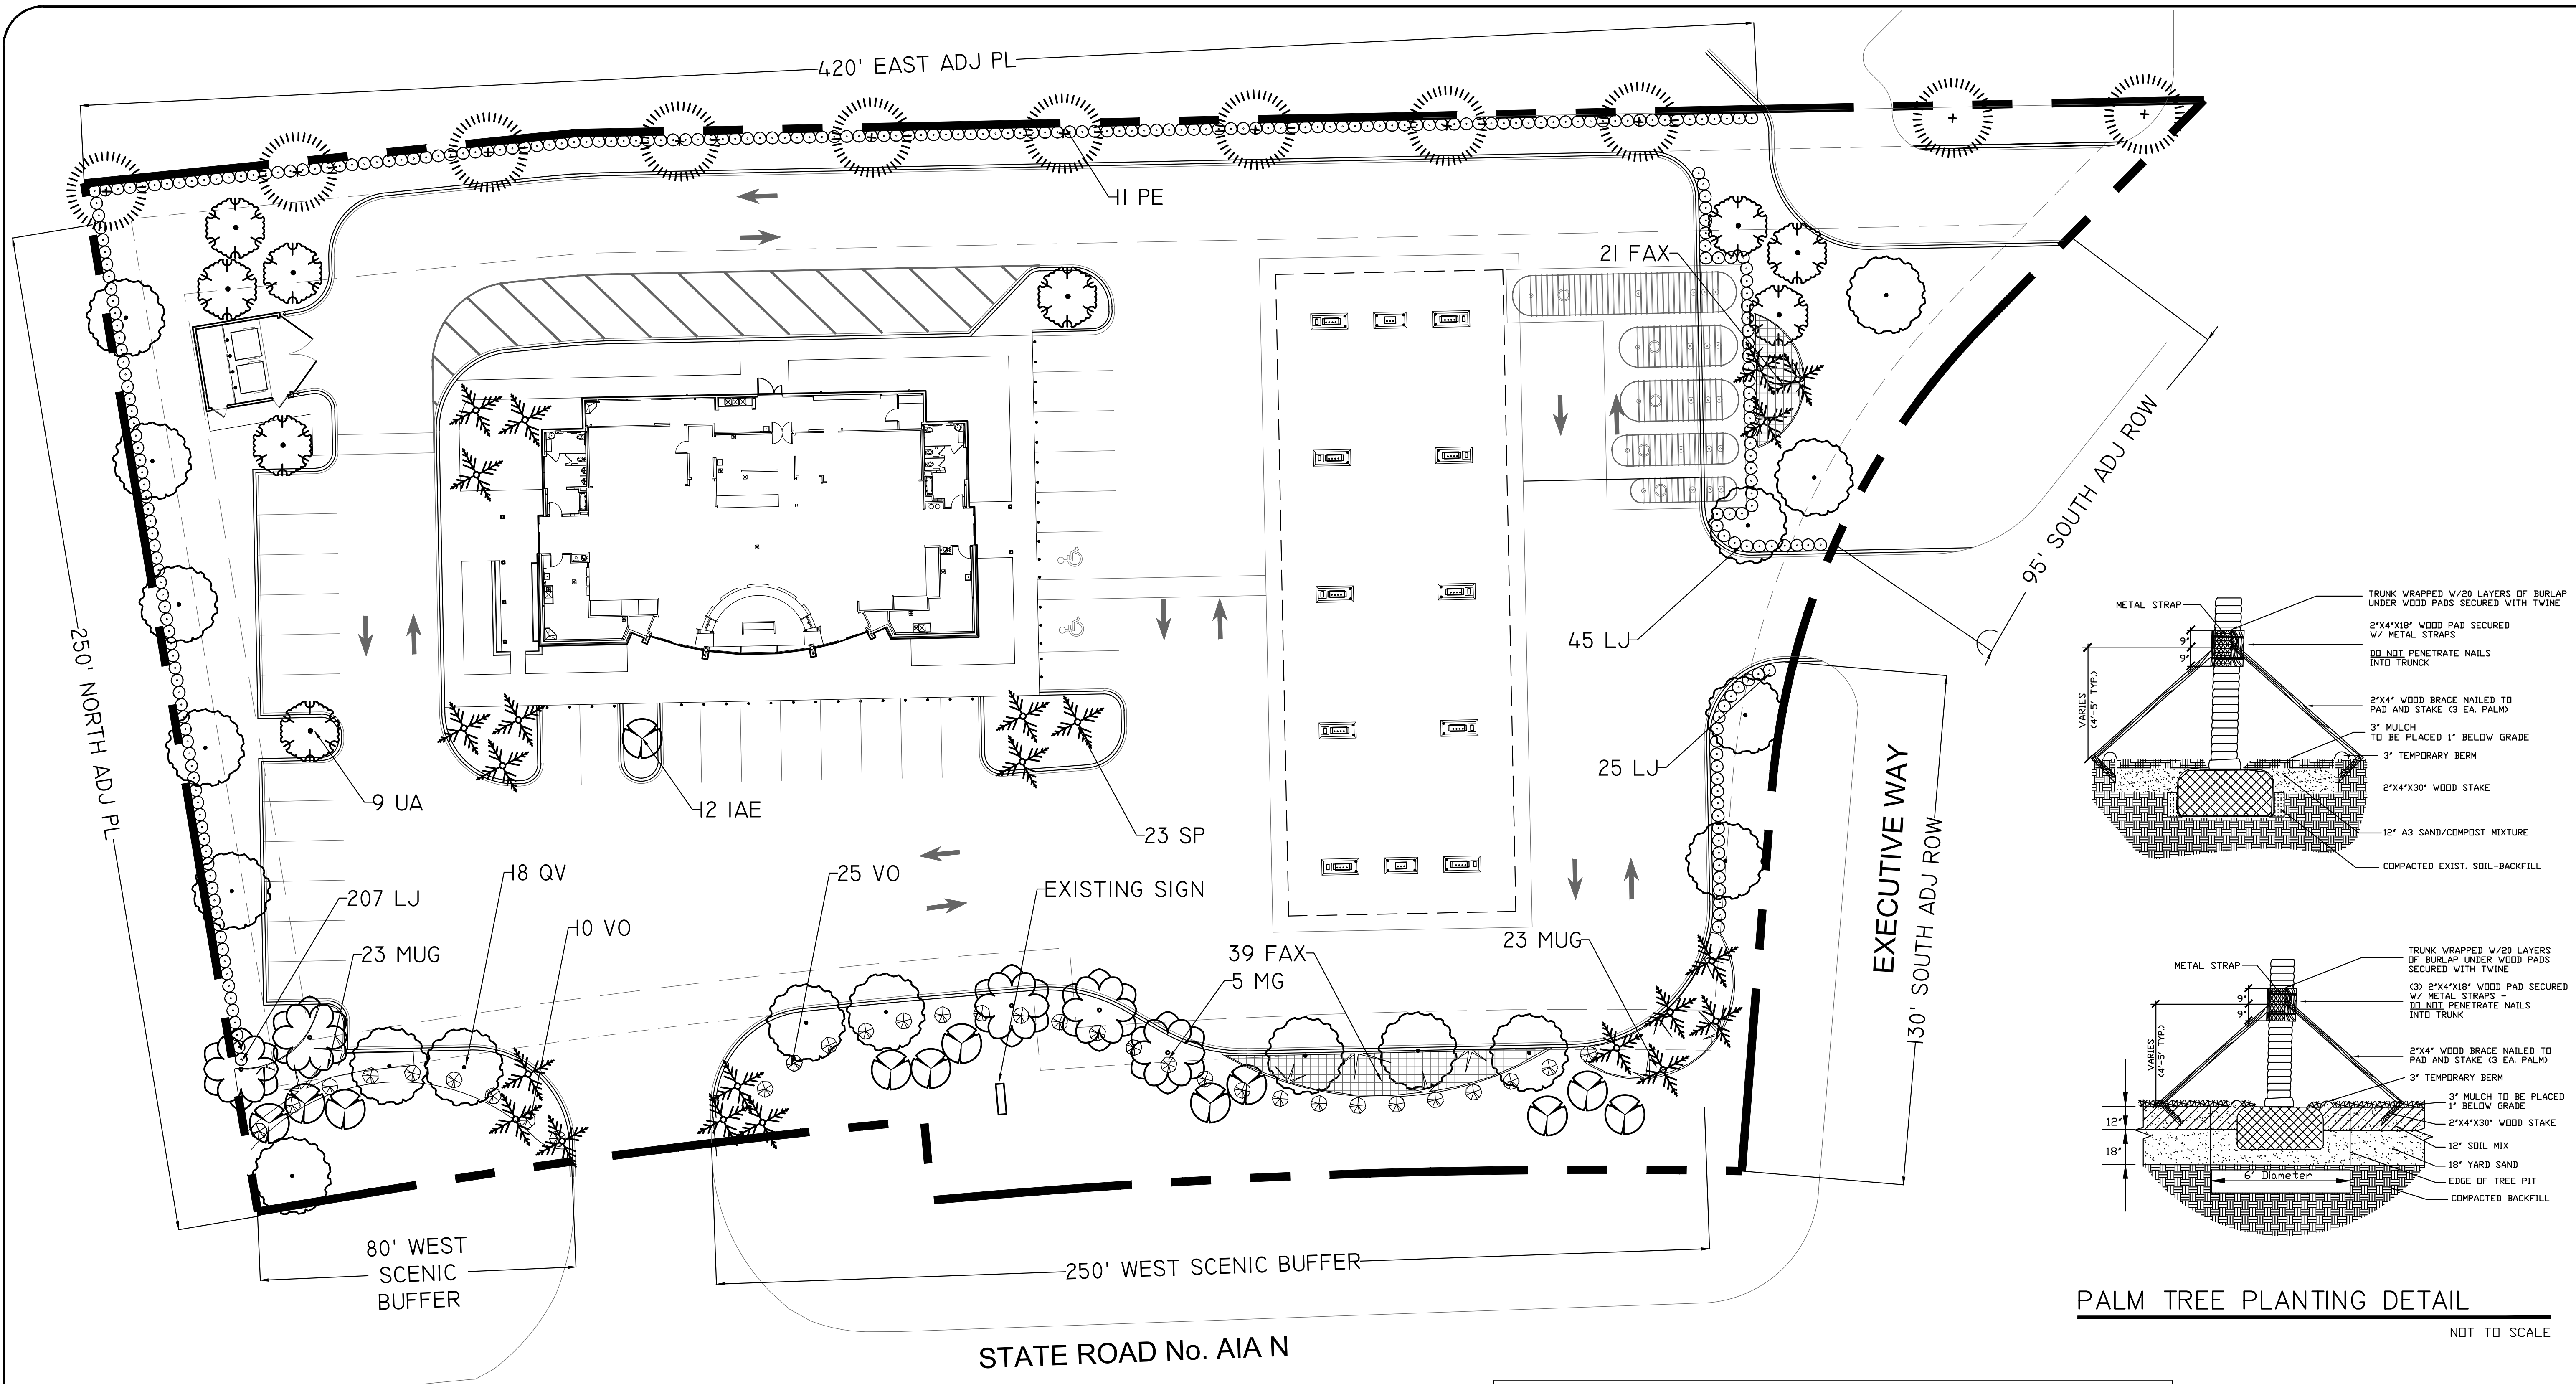 420' EAST ADJ PL
11 PE
21 FAX
95' SOUTH ADJ ROW
45 LJ
25 LJ
250' NORTH ADJ PL
9 UA
12 IAE
23 SP
EXECUTIVE WAY
130' SOUTH ADJ ROW
207 LJ
23 MUG
18 QV
10 VO
25 VO
EXISTING SIGN
39 FAX
5 MG
23 MUG
80' WEST
SCENIC
BUFFER
250' WEST SCENIC BUFFER
STATE ROAD No. A1A N
METAL STRAP
TRUNK WRAPPED W/20 LAYERS OF BURLAP
UNDER WOOD PADS SECURED WITH TWINE
2"X4"X18" WOOD PAD SECURED
W/ METAL STRAPS
DO NOT PENETRATE NAILS
INTO TRUNCK
9"
9"
VARIES
(4'-5' TYP.)
2"X4" WOOD BRACE NAILED TO
PAD AND STAKE (3 EA. PALM)
3" MULCH
TO BE PLACED 1" BELOW GRADE
3" TEMPORARY BERM
2"X4"X30" WOOD STAKE
12" A3 SAND/COMPOST MIXTURE
COMPACTED EXIST. SOIL-BACKFILL
METAL STRAP
TRUNK WRAPPED W/20 LAYERS
OF BURLAP UNDER WOOD PADS
SECURED WITH TWINE
(3) 2"X4"X18" WOOD PAD SECURED
W/ METAL STRAPS -
DO NOT PENETRATE NAILS
INTO TRUNK
9"
9"
VARIES
(4'-5' TYP.)
2"X4" WOOD BRACE NAILED TO
PAD AND STAKE (3 EA. PALM)
3" TEMPORARY BERM
3" MULCH TO BE PLACED
1" BELOW GRADE
2"X4"X30" WOOD STAKE
12"
12" SOIL MIX
18"
18" YARD SAND
EDGE OF TREE PIT
6' Diameter
COMPACTED BACKFILL
PALM TREE PLANTING DETAIL
NOT TO SCALE